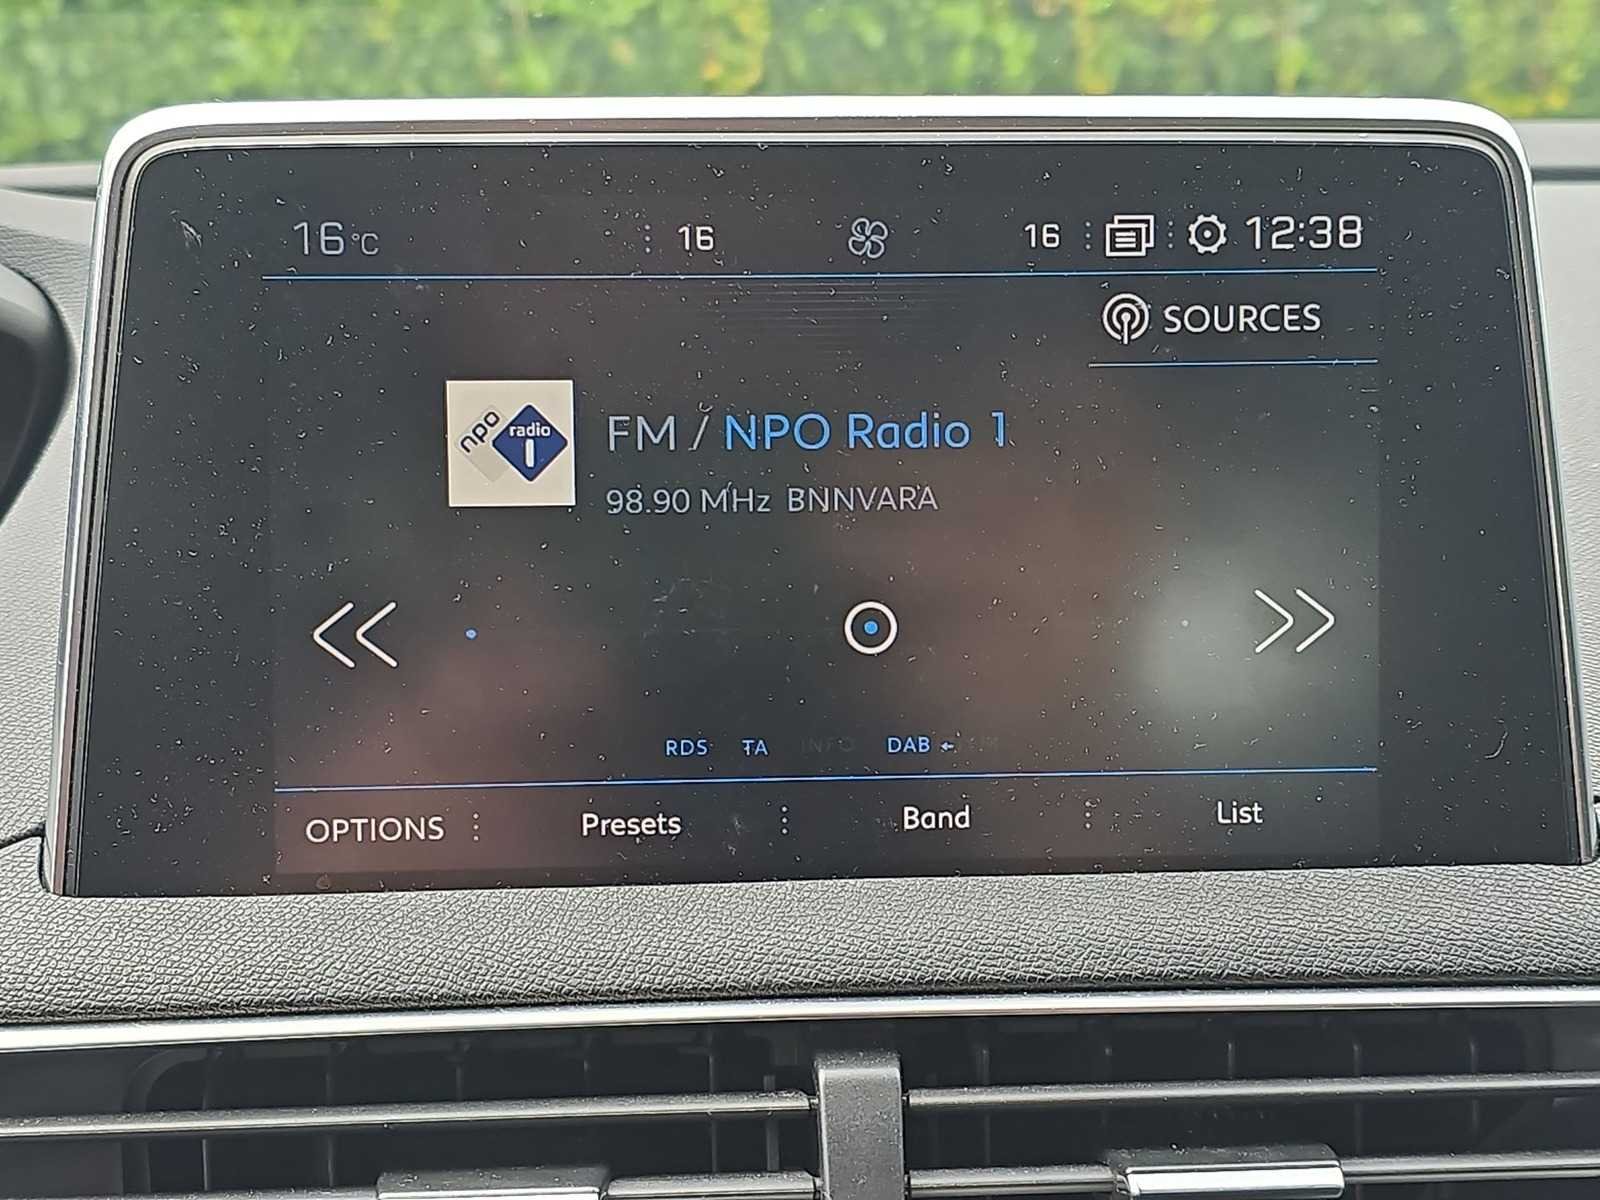 16°C 16 16 12:38
SOURCES
npo radio 1
FM / NPO Radio 1
98.90 MHz BNNVARA
RDS TA INFO DAB
OPTIONS Presets Band List